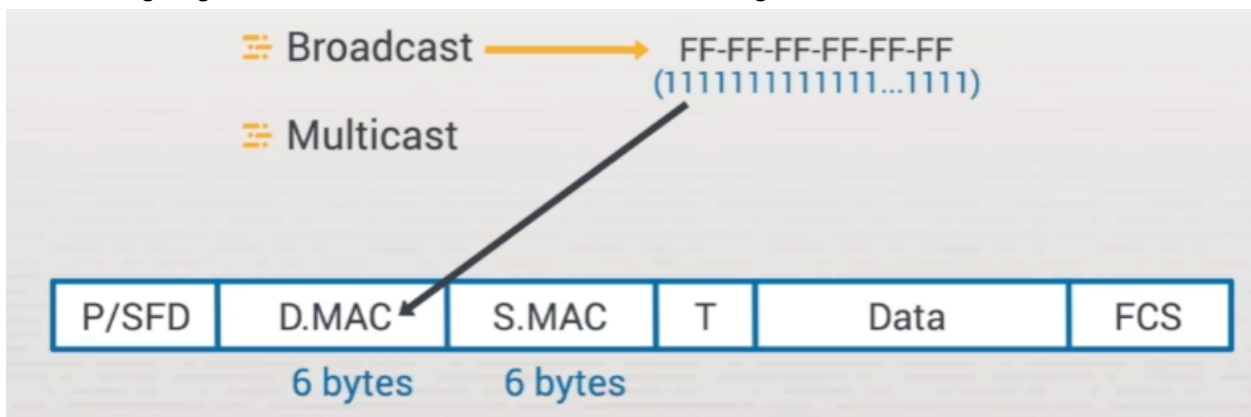 Broadcast FF-FF-FF-FF-FF-FF
(1111111111111...1111)
Multicast
P/SFD D.MAC S.MAC T Data FCS
6 bytes 6 bytes